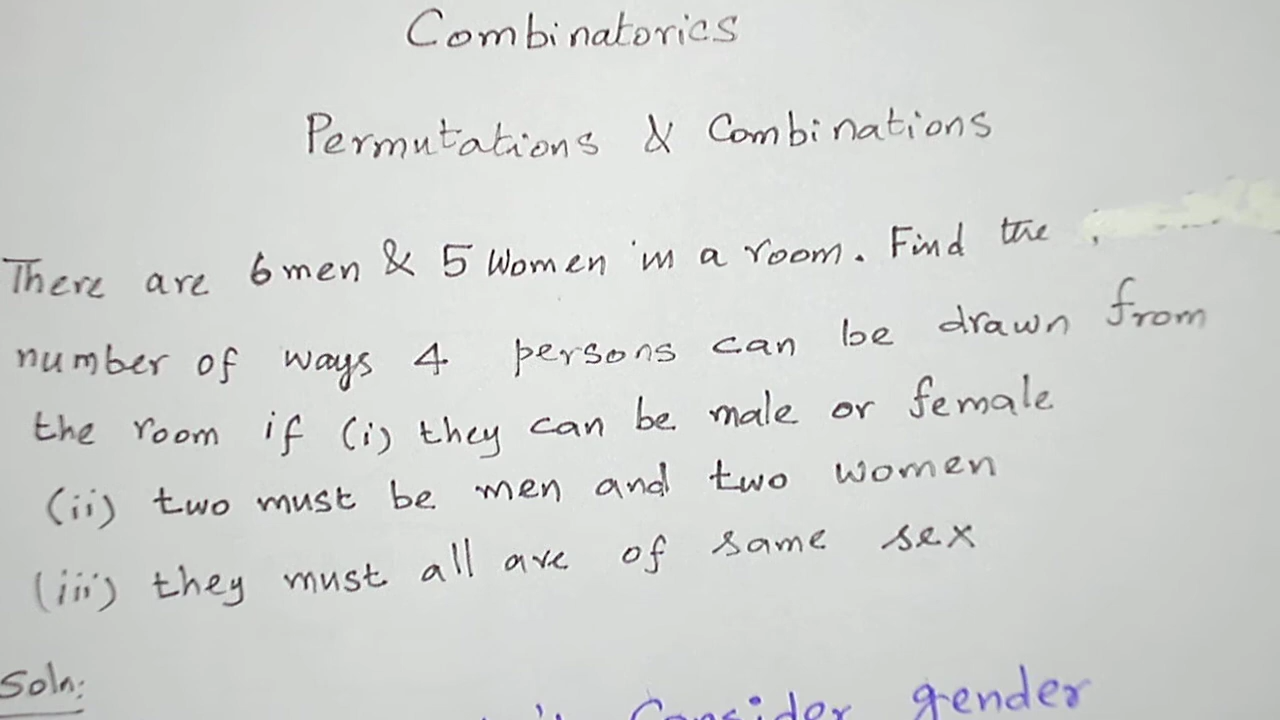 Combinatorics
Permutations & Combinations
There are 6 men & 5 Women in a room. Find the
number of ways 4 persons can be drawn from
the room if (i) they can be male or female
(ii) two must be men and two women
(iii) they must all are of same sex
Soln:
Consider gender